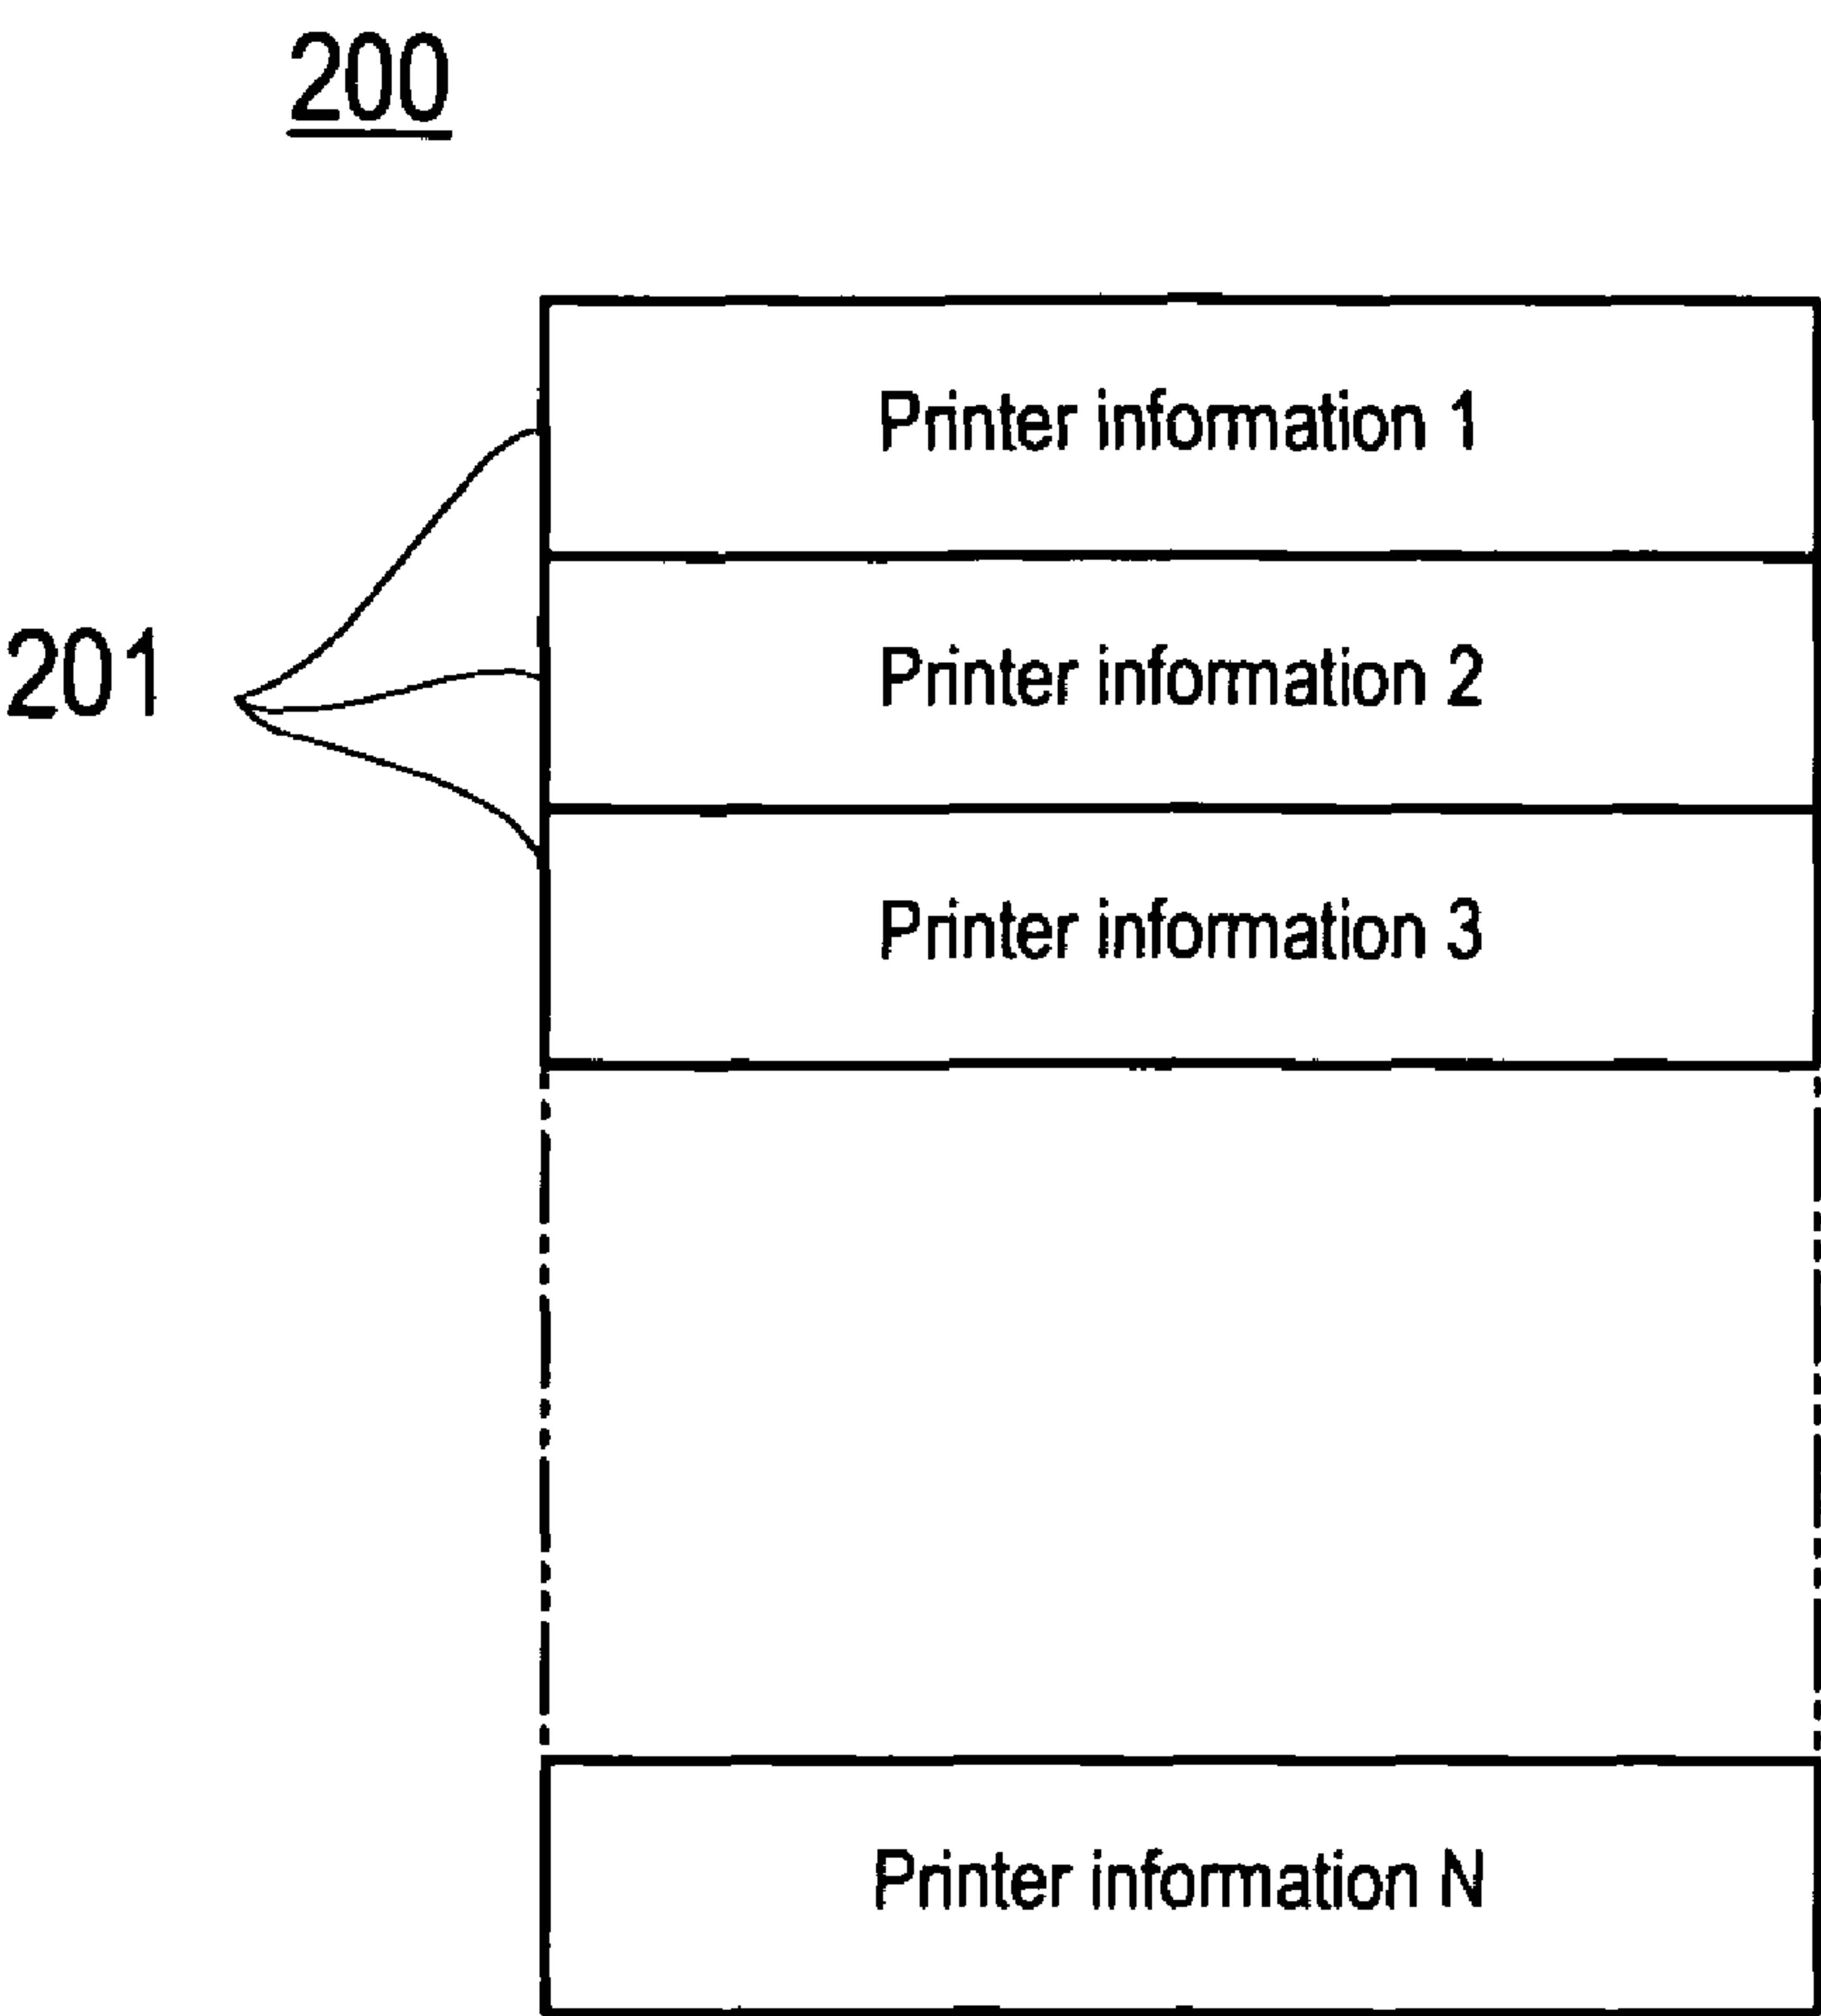 200
Printer information 1
201
Printer information 2
Printer information 3
Printer information N